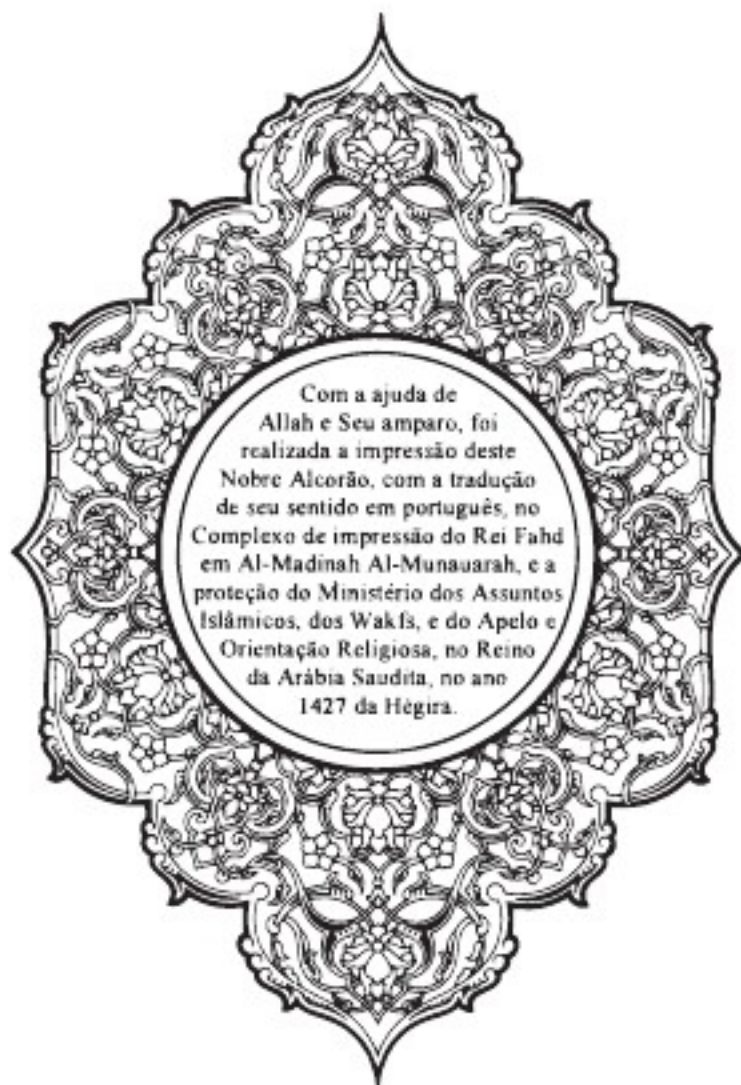 Com a ajuda de
Allah e Seu amparo, foi
realizada a impressão deste
Nobre Alcorão, com a tradução
de seu sentido em português, no
Complexo de impressão do Rei Fahd
em Al-Madinah Al-Munauarah, e a
proteção do Ministério dos Assuntos
Islâmicos, dos Wakfs, e do Apelo e
Orientação Religiosa, no Reino
da Arábia Saudita, no ano
1427 da Hégira.